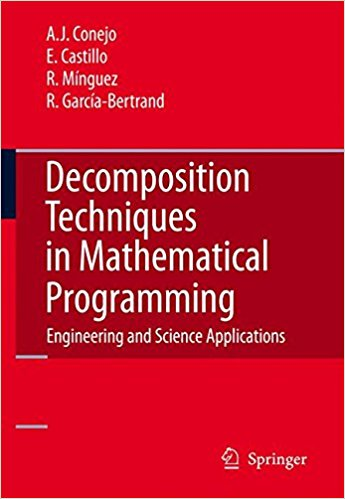 A.J. Conejo
E. Castillo
R. Mínguez
R. García-Bertrand
Decomposition
Techniques
in Mathematical
Programming
Engineering and Science Applications
Springer